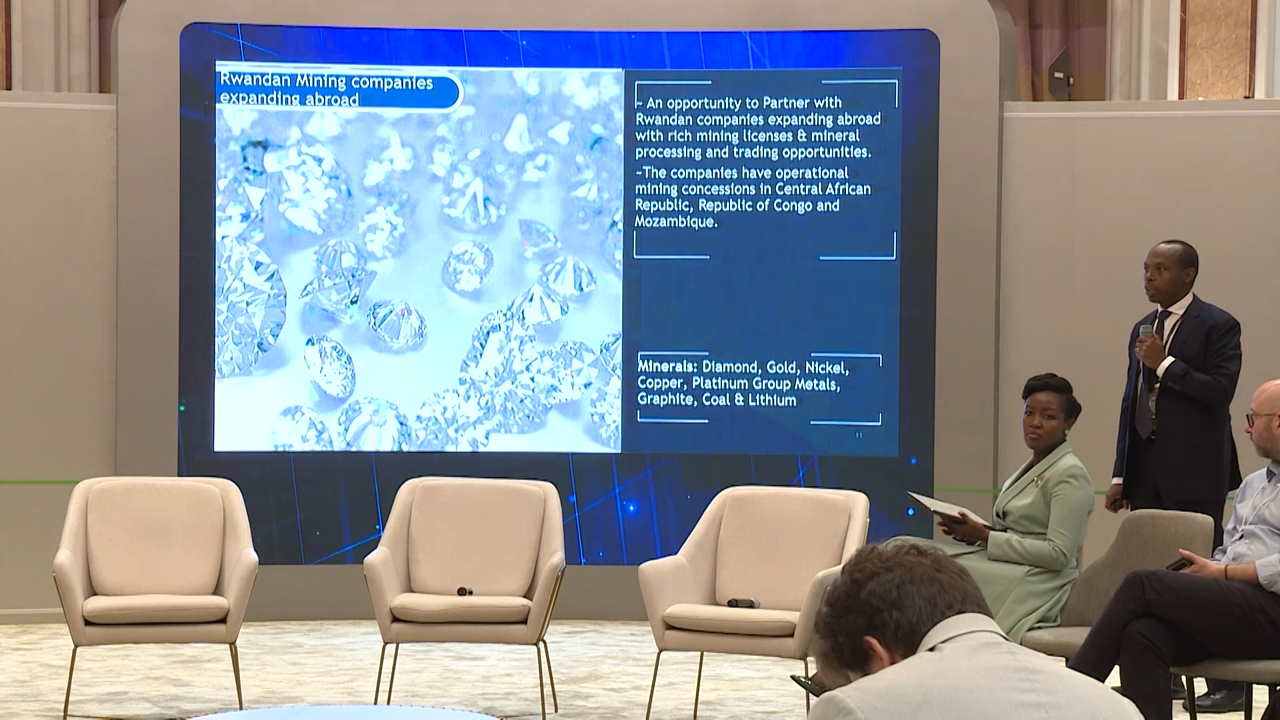 Rwandan Mining companies
expanding abroad
~ An opportunity to Partner with
Rwandan companies expanding abroad
with rich mining licenses & mineral
processing and trading opportunities.
~The companies have operational
mining concessions in Central African
Republic, Republic of Congo and
Mozambique.
Minerals: Diamond, Gold, Nickel,
Copper, Platinum Group Metals,
Graphite, Coal & Lithium
11